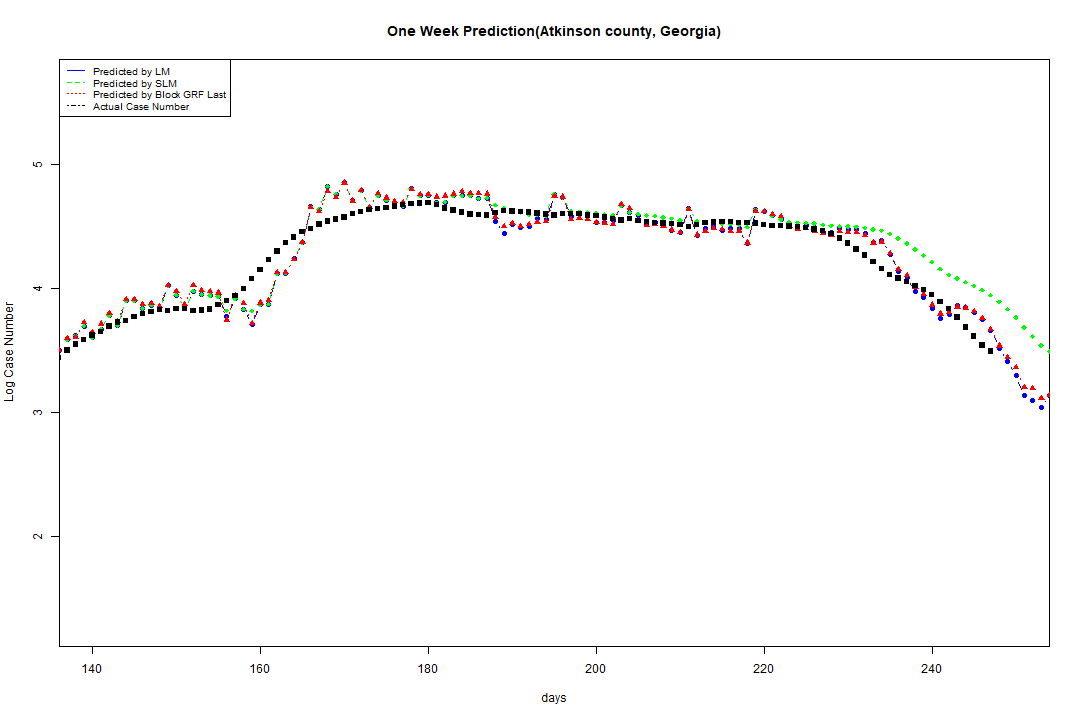 One Week Prediction(Atkinson county, Georgia)
Predicted by LM
Predicted by SLM
Predicted by Block GRF Last
Actual Case Number
5
4
3
2
Log Case Number
140 160 180 200 220 240
days